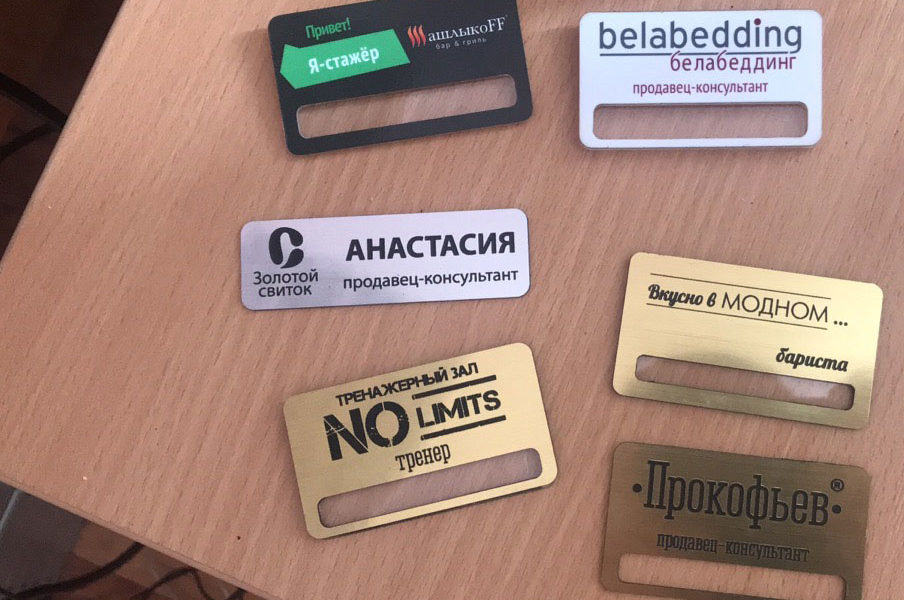 Привет!
Я-стажёр
ашлыкоFF
бар & гриль
belabedding
белабеддинг
продавец-консультант
Золотой
свиток
АНАСТАСИЯ
продавец-консультант
Вкусно в МОДНОМ ...
бариста
ТРЕНАЖЕРНЫЙ ЗАЛ
NO LIMITS
тренер
•Прокофьев•®
продавец-консультант